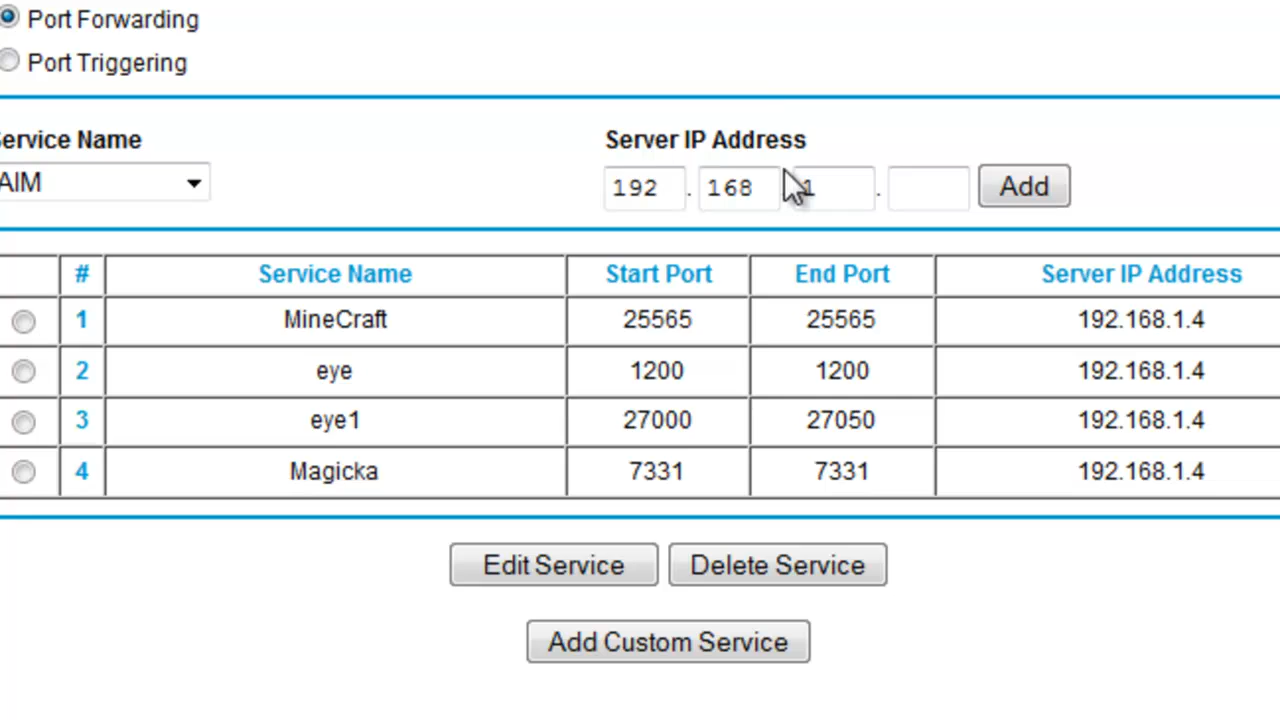 Port Forwarding
Port Triggering
Service Name Server IP Address
AIM 192 . 168 . 1 . Add
# Service Name Start Port End Port Server IP Address
1 MineCraft 25565 25565 192.168.1.4
2 eye 1200 1200 192.168.1.4
3 eye1 27000 27050 192.168.1.4
4 Magicka 7331 7331 192.168.1.4
Edit Service Delete Service
Add Custom Service